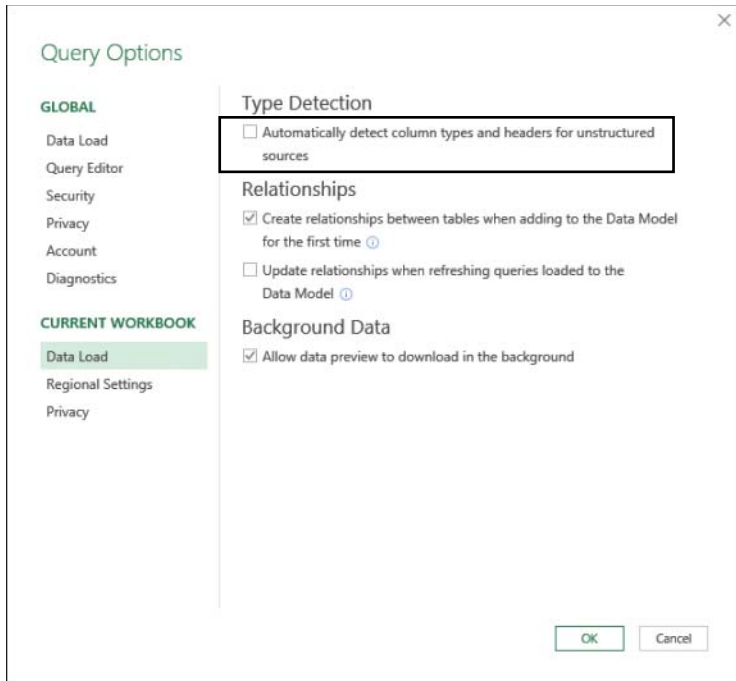 Query Options
GLOBAL
Data Load
Query Editor
Security
Privacy
Account
Diagnostics
CURRENT WORKBOOK
Data Load
Regional Settings
Privacy
Type Detection
Automatically detect column types and headers for unstructured
sources
Relationships
Create relationships between tables when adding to the Data Model
for the first time
Update relationships when refreshing queries loaded to the
Data Model
Background Data
Allow data preview to download in the background
OK
Cancel